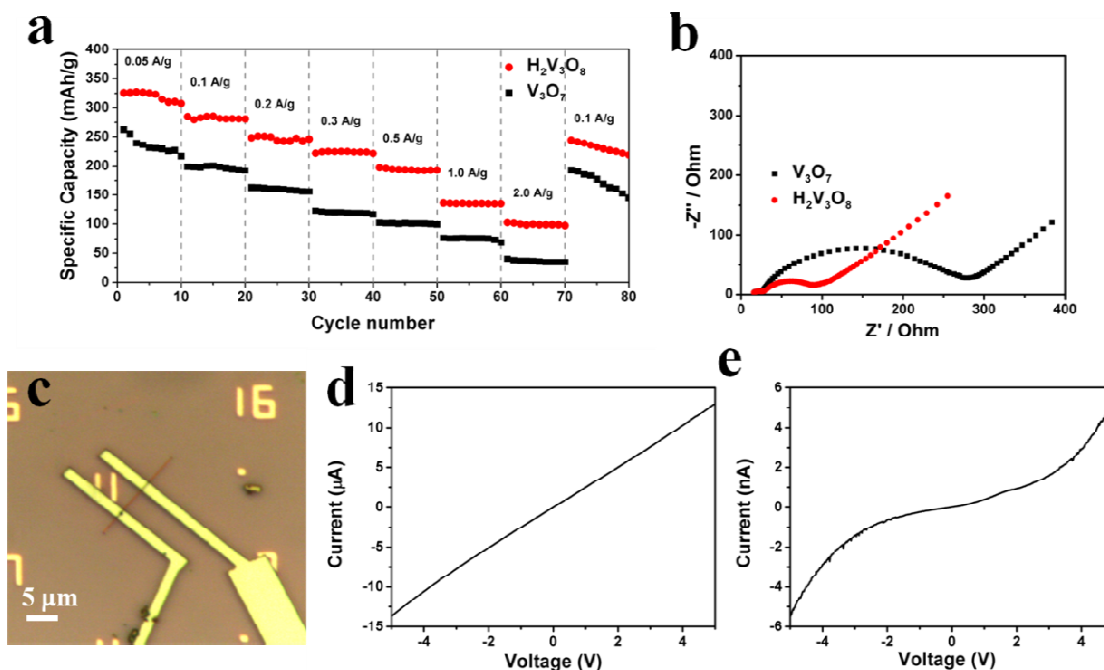 a
Specific Capacity (mAh/g)
400
350
300
250
200
150
100
50
0
0.05 A/g
0.1 A/g
0.2 A/g
0.3 A/g
0.5 A/g
1.0 A/g
2.0 A/g
0.1 A/g
H₂V₃O₈
V₃O₇
0 10 20 30 40 50 60 70 80
Cycle number
b
-Z'' / Ohm
400
300
200
100
0
V₃O₇
H₂V₃O₈
0 100 200 300 400
Z' / Ohm
c
16
11
7
5 μm
d
Current (μA)
15
10
5
0
-5
-10
-15
-4 -2 0 2 4
Voltage (V)
e
Current (nA)
6
4
2
0
-2
-4
-6
-4 -2 0 2 4
Voltage (V)